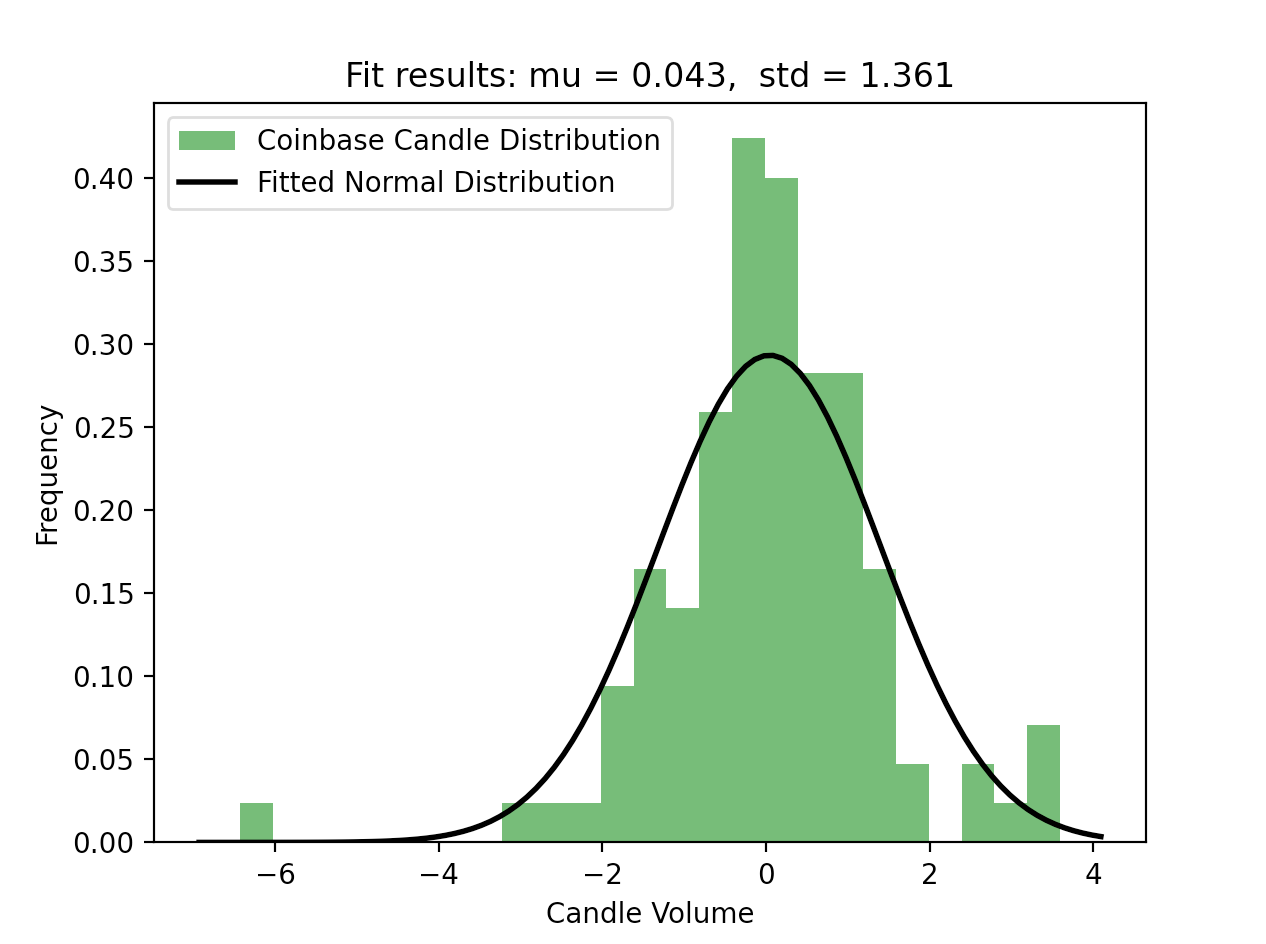 Fit results: mu = 0.043,  std = 1.361
Coinbase Candle Distribution
Fitted Normal Distribution
0.40
0.35
0.30
0.25
0.20
0.15
0.10
0.05
0.00
Frequency
−6 −4 −2 0 2 4
Candle Volume